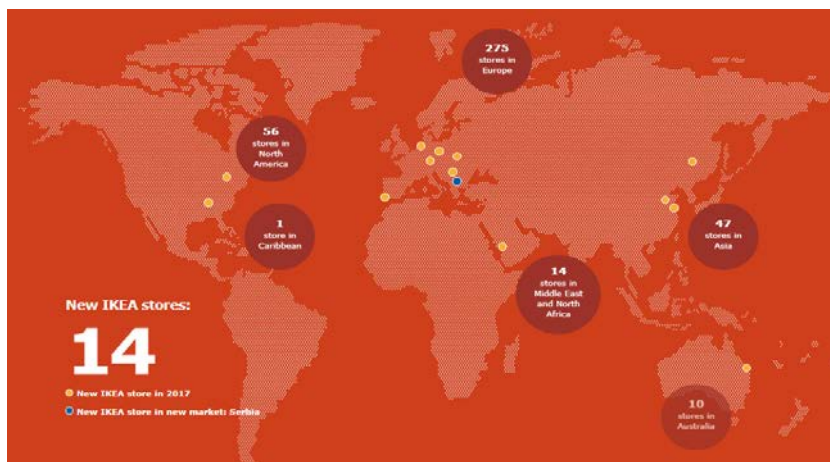 275
stores in
Europe
56
stores in
North
America
1
store in
Caribbean
47
stores in
Asia
14
stores in
Middle East
and North
Africa
New IKEA stores:
14
New IKEA store in 2017
New IKEA store in new market: Serbia
10
stores in
Australia